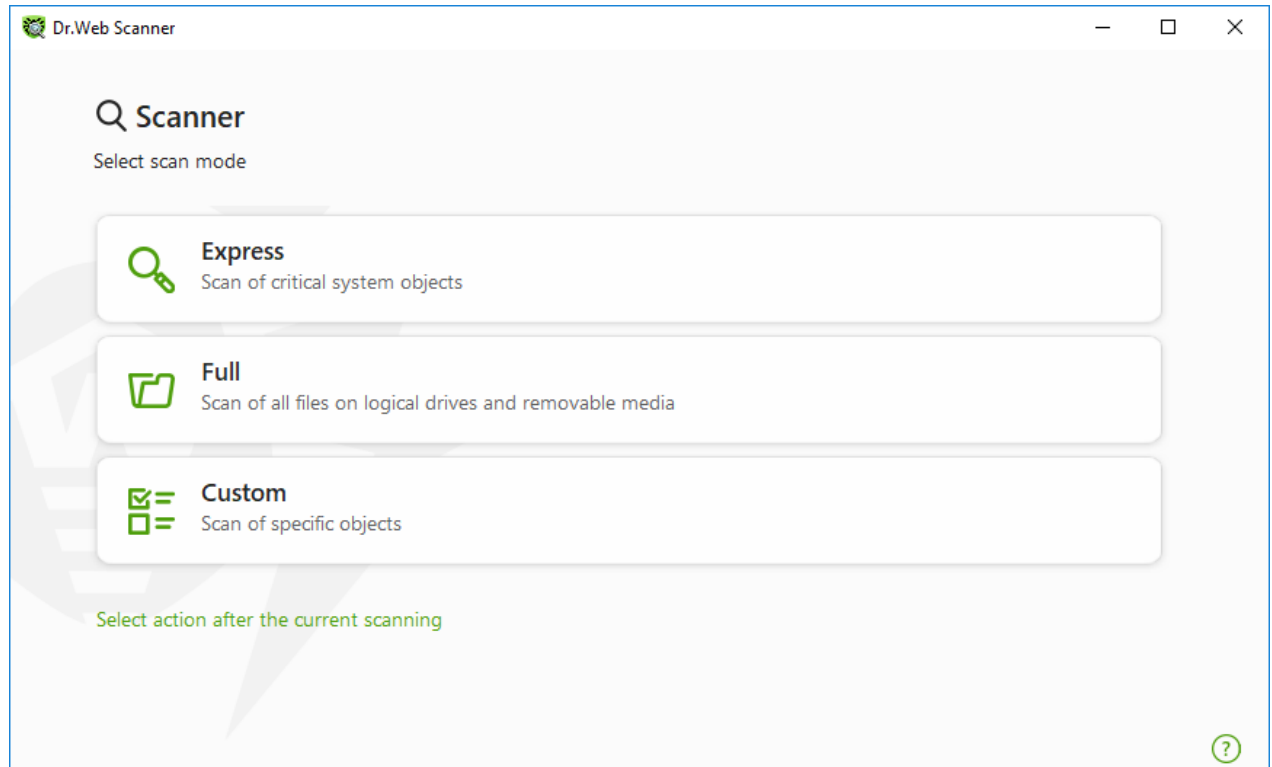 Dr.Web Scanner
Scanner
Select scan mode
Express
Scan of critical system objects
Full
Scan of all files on logical drives and removable media
Custom
Scan of specific objects
Select action after the current scanning
?